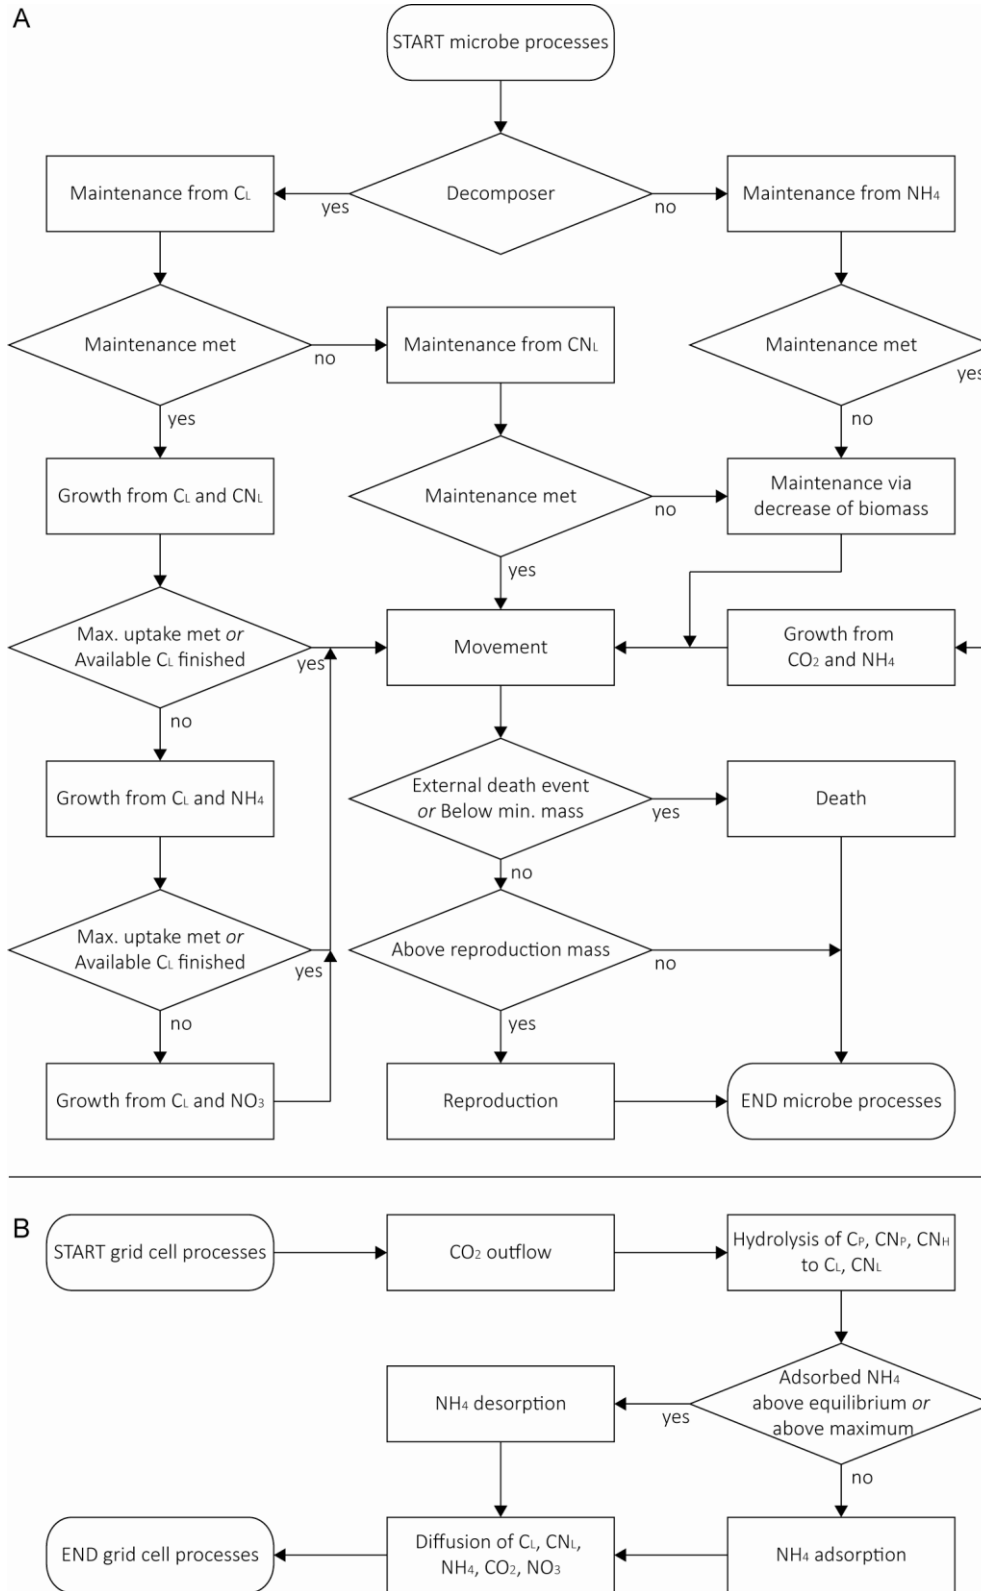 A
START microbe processes
Maintenance from CL
yes
Decomposer
no
Maintenance from NH4
Maintenance met
no
Maintenance from CNL
Maintenance met
yes
yes
no
Growth from CL and CNL
Maintenance met
no
Maintenance via
decrease of biomass
yes
Max. uptake met or
Available CL finished
yes
Movement
Growth from
CO2 and NH4
no
Growth from CL and NH4
External death event
or Below min. mass
yes
Death
no
Max. uptake met or
Available CL finished
yes
Above reproduction mass
no
no
yes
Growth from CL and NO3
Reproduction
END microbe processes
B
START grid cell processes
CO2 outflow
Hydrolysis of CP, CNP, CNH
to CL, CNL
NH4 desorption
yes
Adsorbed NH4
above equilibrium or
above maximum
no
END grid cell processes
Diffusion of CL, CNL,
NH4, CO2, NO3
NH4 adsorption